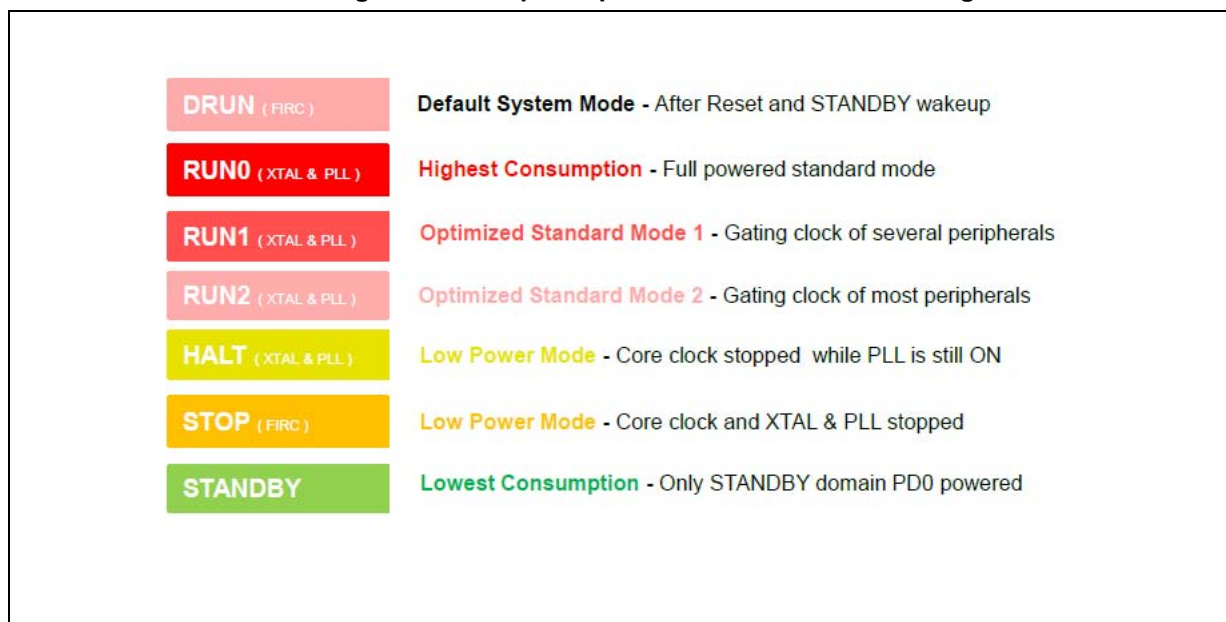 DRUN ( FIRC ) Default System Mode - After Reset and STANDBY wakeup
RUN0 ( XTAL & PLL ) Highest Consumption - Full powered standard mode
RUN1 ( XTAL & PLL ) Optimized Standard Mode 1 - Gating clock of several peripherals
RUN2 ( XTAL & PLL ) Optimized Standard Mode 2 - Gating clock of most peripherals
HALT ( XTAL & PLL ) Low Power Mode - Core clock stopped while PLL is still ON
STOP ( FIRC ) Low Power Mode - Core clock and XTAL & PLL stopped
STANDBY Lowest Consumption - Only STANDBY domain PD0 powered